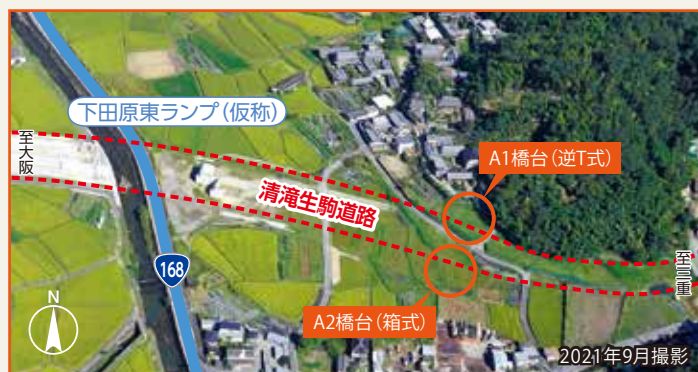 下田原東ランプ(仮称)
至大阪
A1橋台(逆T式)
清滝生駒道路
至三重
168
A2橋台(箱式)
N
2021年9月撮影